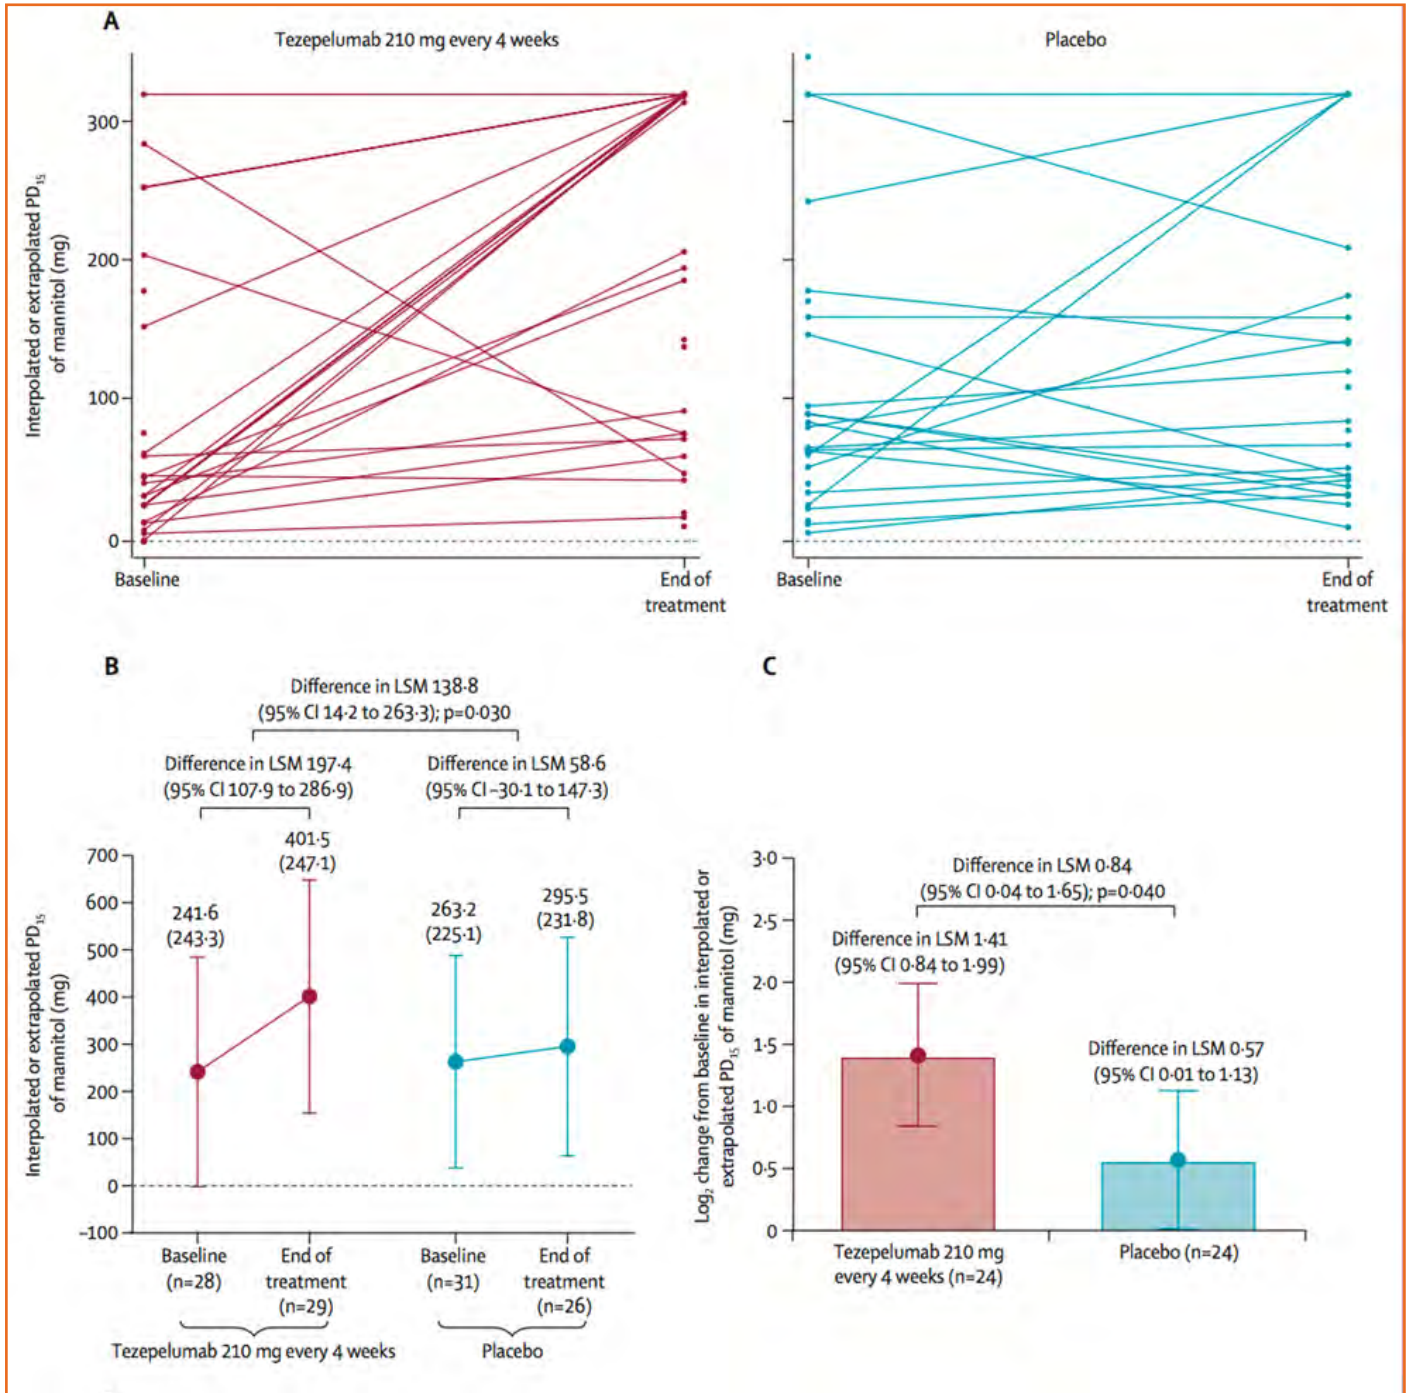 A
Tezepelumab 210 mg every 4 weeks
Placebo
Interpolated or extrapolated PD₁₅
of mannitol (mg)
300
200
100
0
Baseline
End of
treatment
Baseline
End of
treatment
B
Difference in LSM 138·8
(95% CI 14·2 to 263·3); p=0·030
Difference in LSM 197·4
(95% CI 107·9 to 286·9)
Difference in LSM 58·6
(95% CI –30·1 to 147·3)
Interpolated or extrapolated PD₁₅
of mannitol (mg)
700
600
500
400
300
200
100
0
–100
241·6
(243·3)
401·5
(247·1)
263·2
(225·1)
295·5
(231·8)
Baseline
(n=28)
End of
treatment
(n=29)
Baseline
(n=31)
End of
treatment
(n=26)
Tezepelumab 210 mg every 4 weeks
Placebo
C
Log₂ change from baseline in interpolated or
extrapolated PD₁₅ of mannitol (mg)
3·0
2·5
2·0
1·5
1·0
0·5
0
Difference in LSM 0·84
(95% CI 0·04 to 1·65); p=0·040
Difference in LSM 1·41
(95% CI 0·84 to 1·99)
Difference in LSM 0·57
(95% CI 0·01 to 1·13)
Tezepelumab 210 mg
every 4 weeks (n=24)
Placebo (n=24)